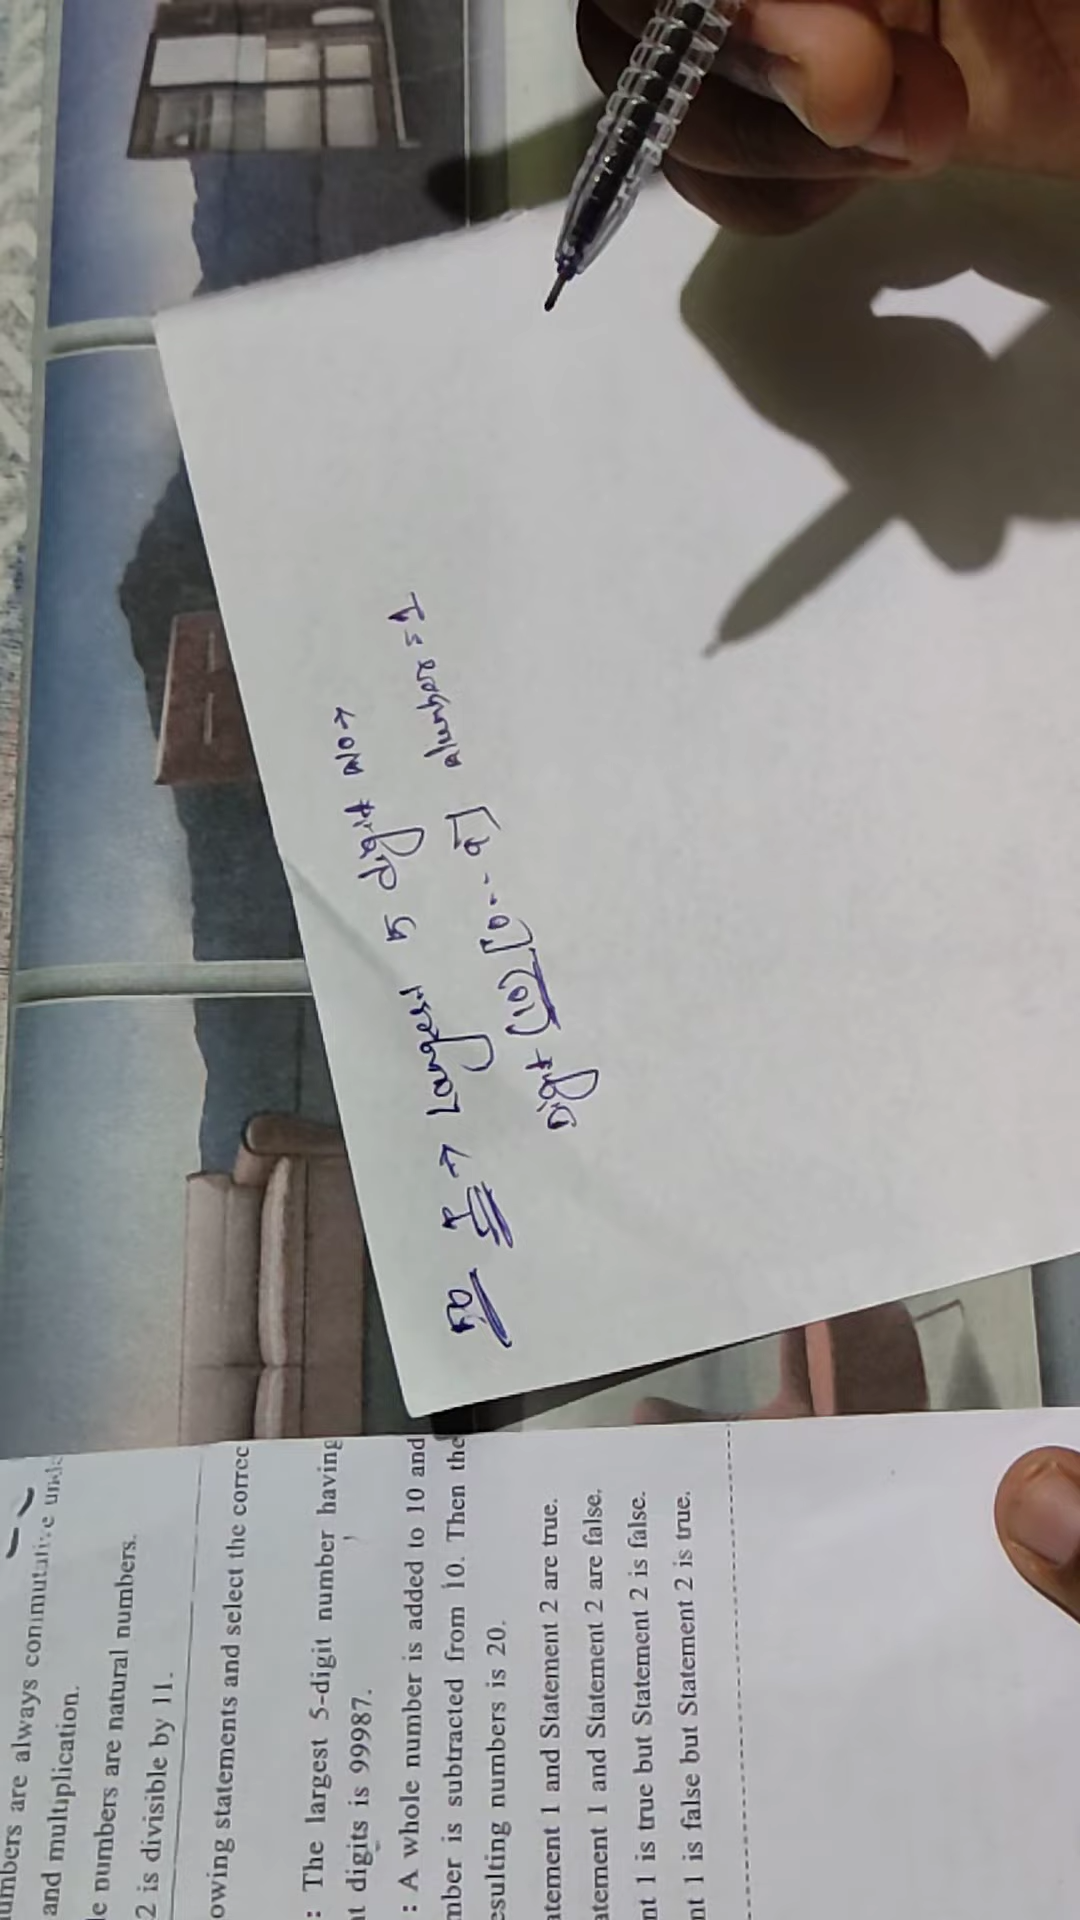 Largest 5 digit No→
Digit (10) [0--9] Number=1
numbers are always commutative unde
and multiplication.
le numbers are natural numbers.
2 is divisible by 11.
owing statements and select the correc
: The largest 5-digit number having
t digits is 99987.
: A whole number is added to 10 and
mber is subtracted from 10. Then the
esulting numbers is 20.
atement 1 and Statement 2 are true.
atement 1 and Statement 2 are false.
nt 1 is true but Statement 2 is false.
nt 1 is false but Statement 2 is true.